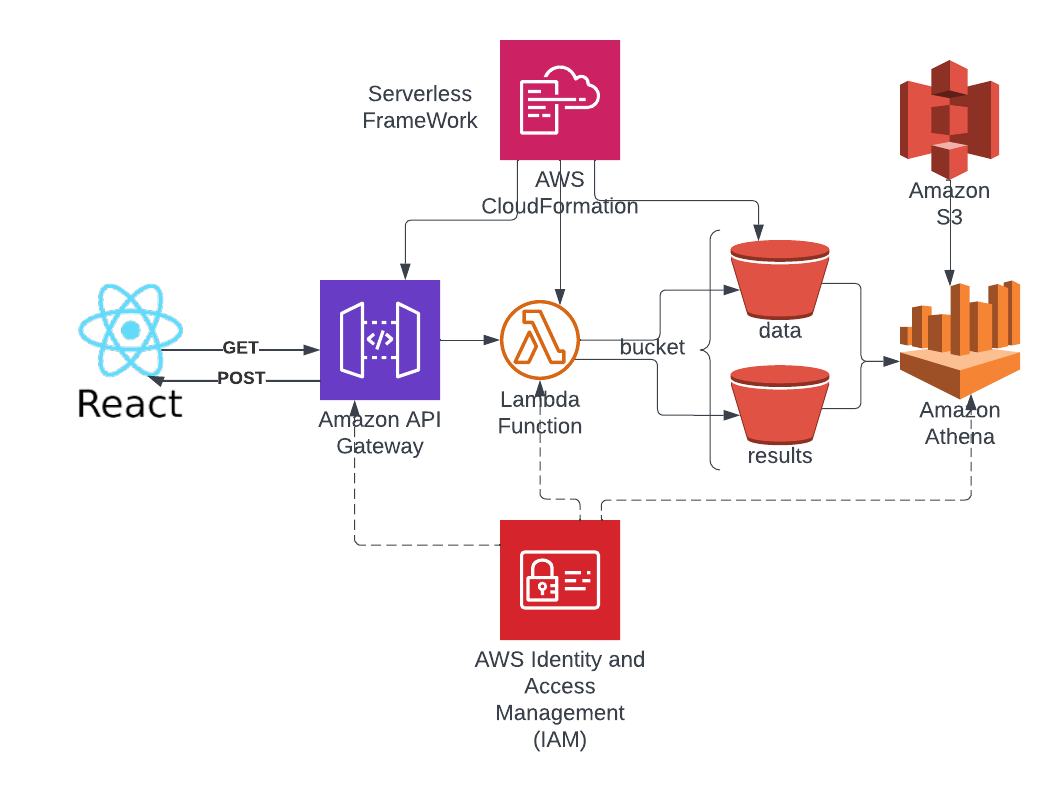 Serverless
FrameWork
AWS
CloudFormation
Amazon
S3
GET
POST
React
Amazon API
Gateway
Lambda
Function
bucket
data
results
Amazon
Athena
AWS Identity and
Access
Management
(IAM)